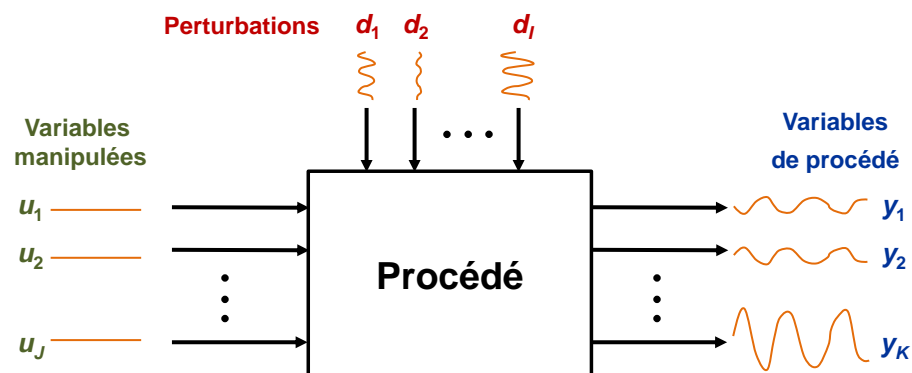 Perturbations d1 d2 dI
Variables
manipulées
Variables
de procédé
u1
y1
u2
y2
Procédé
uJ
yK